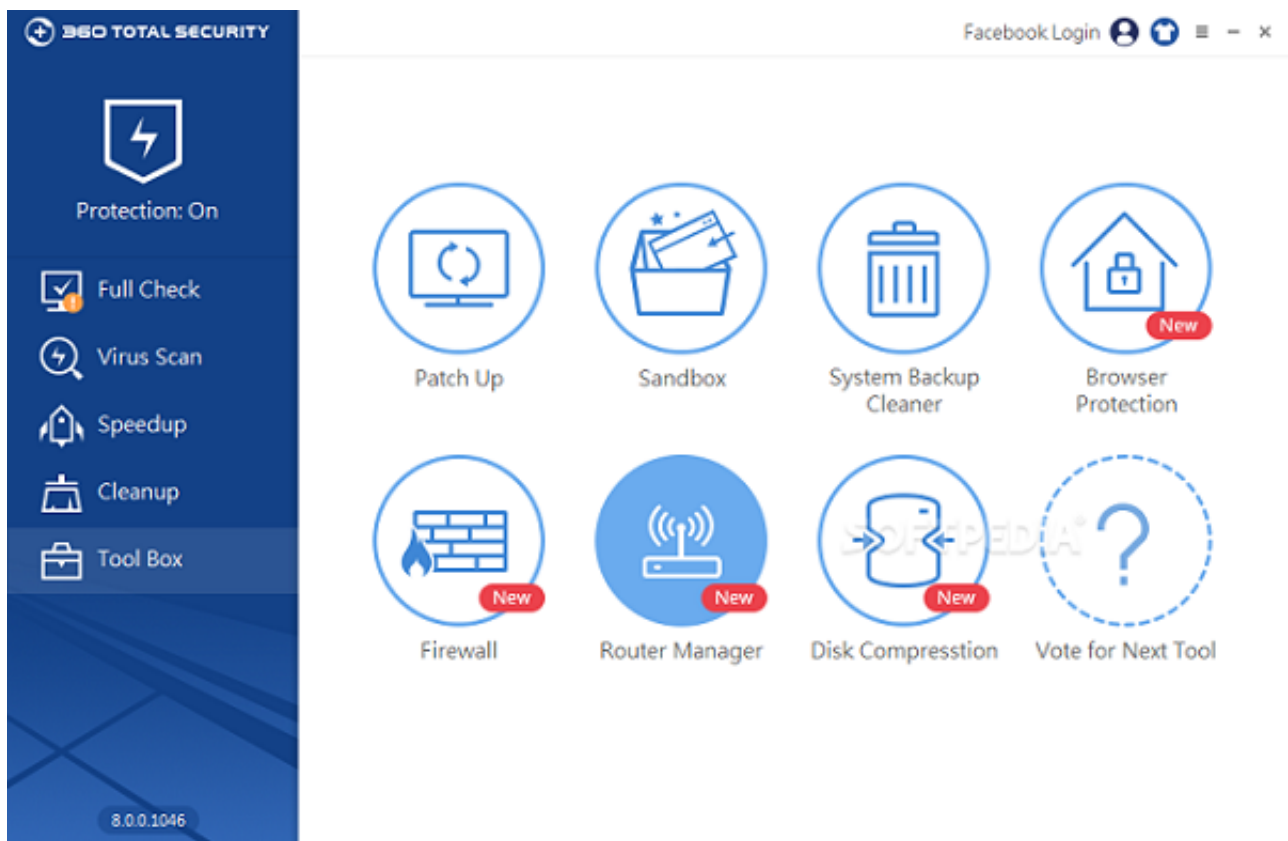 360 TOTAL SECURITY
Facebook Login
Protection: On
Full Check
Virus Scan
Speedup
Cleanup
Tool Box
8.0.0.1046
Patch Up
Sandbox
System Backup
Cleaner
Browser
Protection
New
Firewall
New
Router Manager
New
Disk Compresstion
New
Vote for Next Tool
?
SOFTPEDIA®